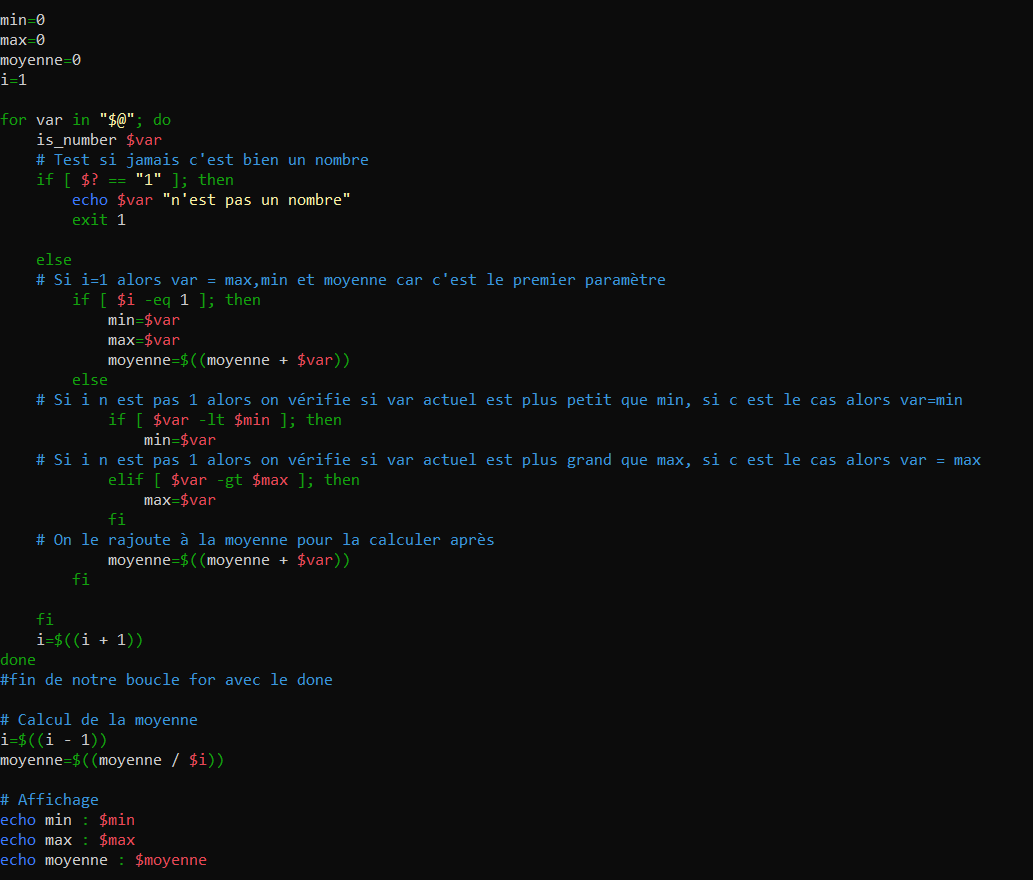 min=0
max=0
moyenne=0
i=1
for var in "$@"; do
    is_number $var
    # Test si jamais c'est bien un nombre
    if [ $? == "1" ]; then
        echo $var "n'est pas un nombre"
        exit 1
    else
    # Si i=1 alors var = max,min et moyenne car c'est le premier paramètre
        if [ $i -eq 1 ]; then
            min=$var
            max=$var
            moyenne=$((moyenne + $var))
        else
    # Si i n est pas 1 alors on vérifie si var actuel est plus petit que min, si c est le cas alors var=min
            if [ $var -lt $min ]; then
                min=$var
    # Si i n est pas 1 alors on vérifie si var actuel est plus grand que max, si c est le cas alors var = max
            elif [ $var -gt $max ]; then
                max=$var
            fi
    # On le rajoute à la moyenne pour la calculer après
            moyenne=$((moyenne + $var))
        fi
    fi
    i=$((i + 1))
done
#fin de notre boucle for avec le done
# Calcul de la moyenne
i=$((i - 1))
moyenne=$((moyenne / $i))
# Affichage
echo min : $min
echo max : $max
echo moyenne : $moyenne